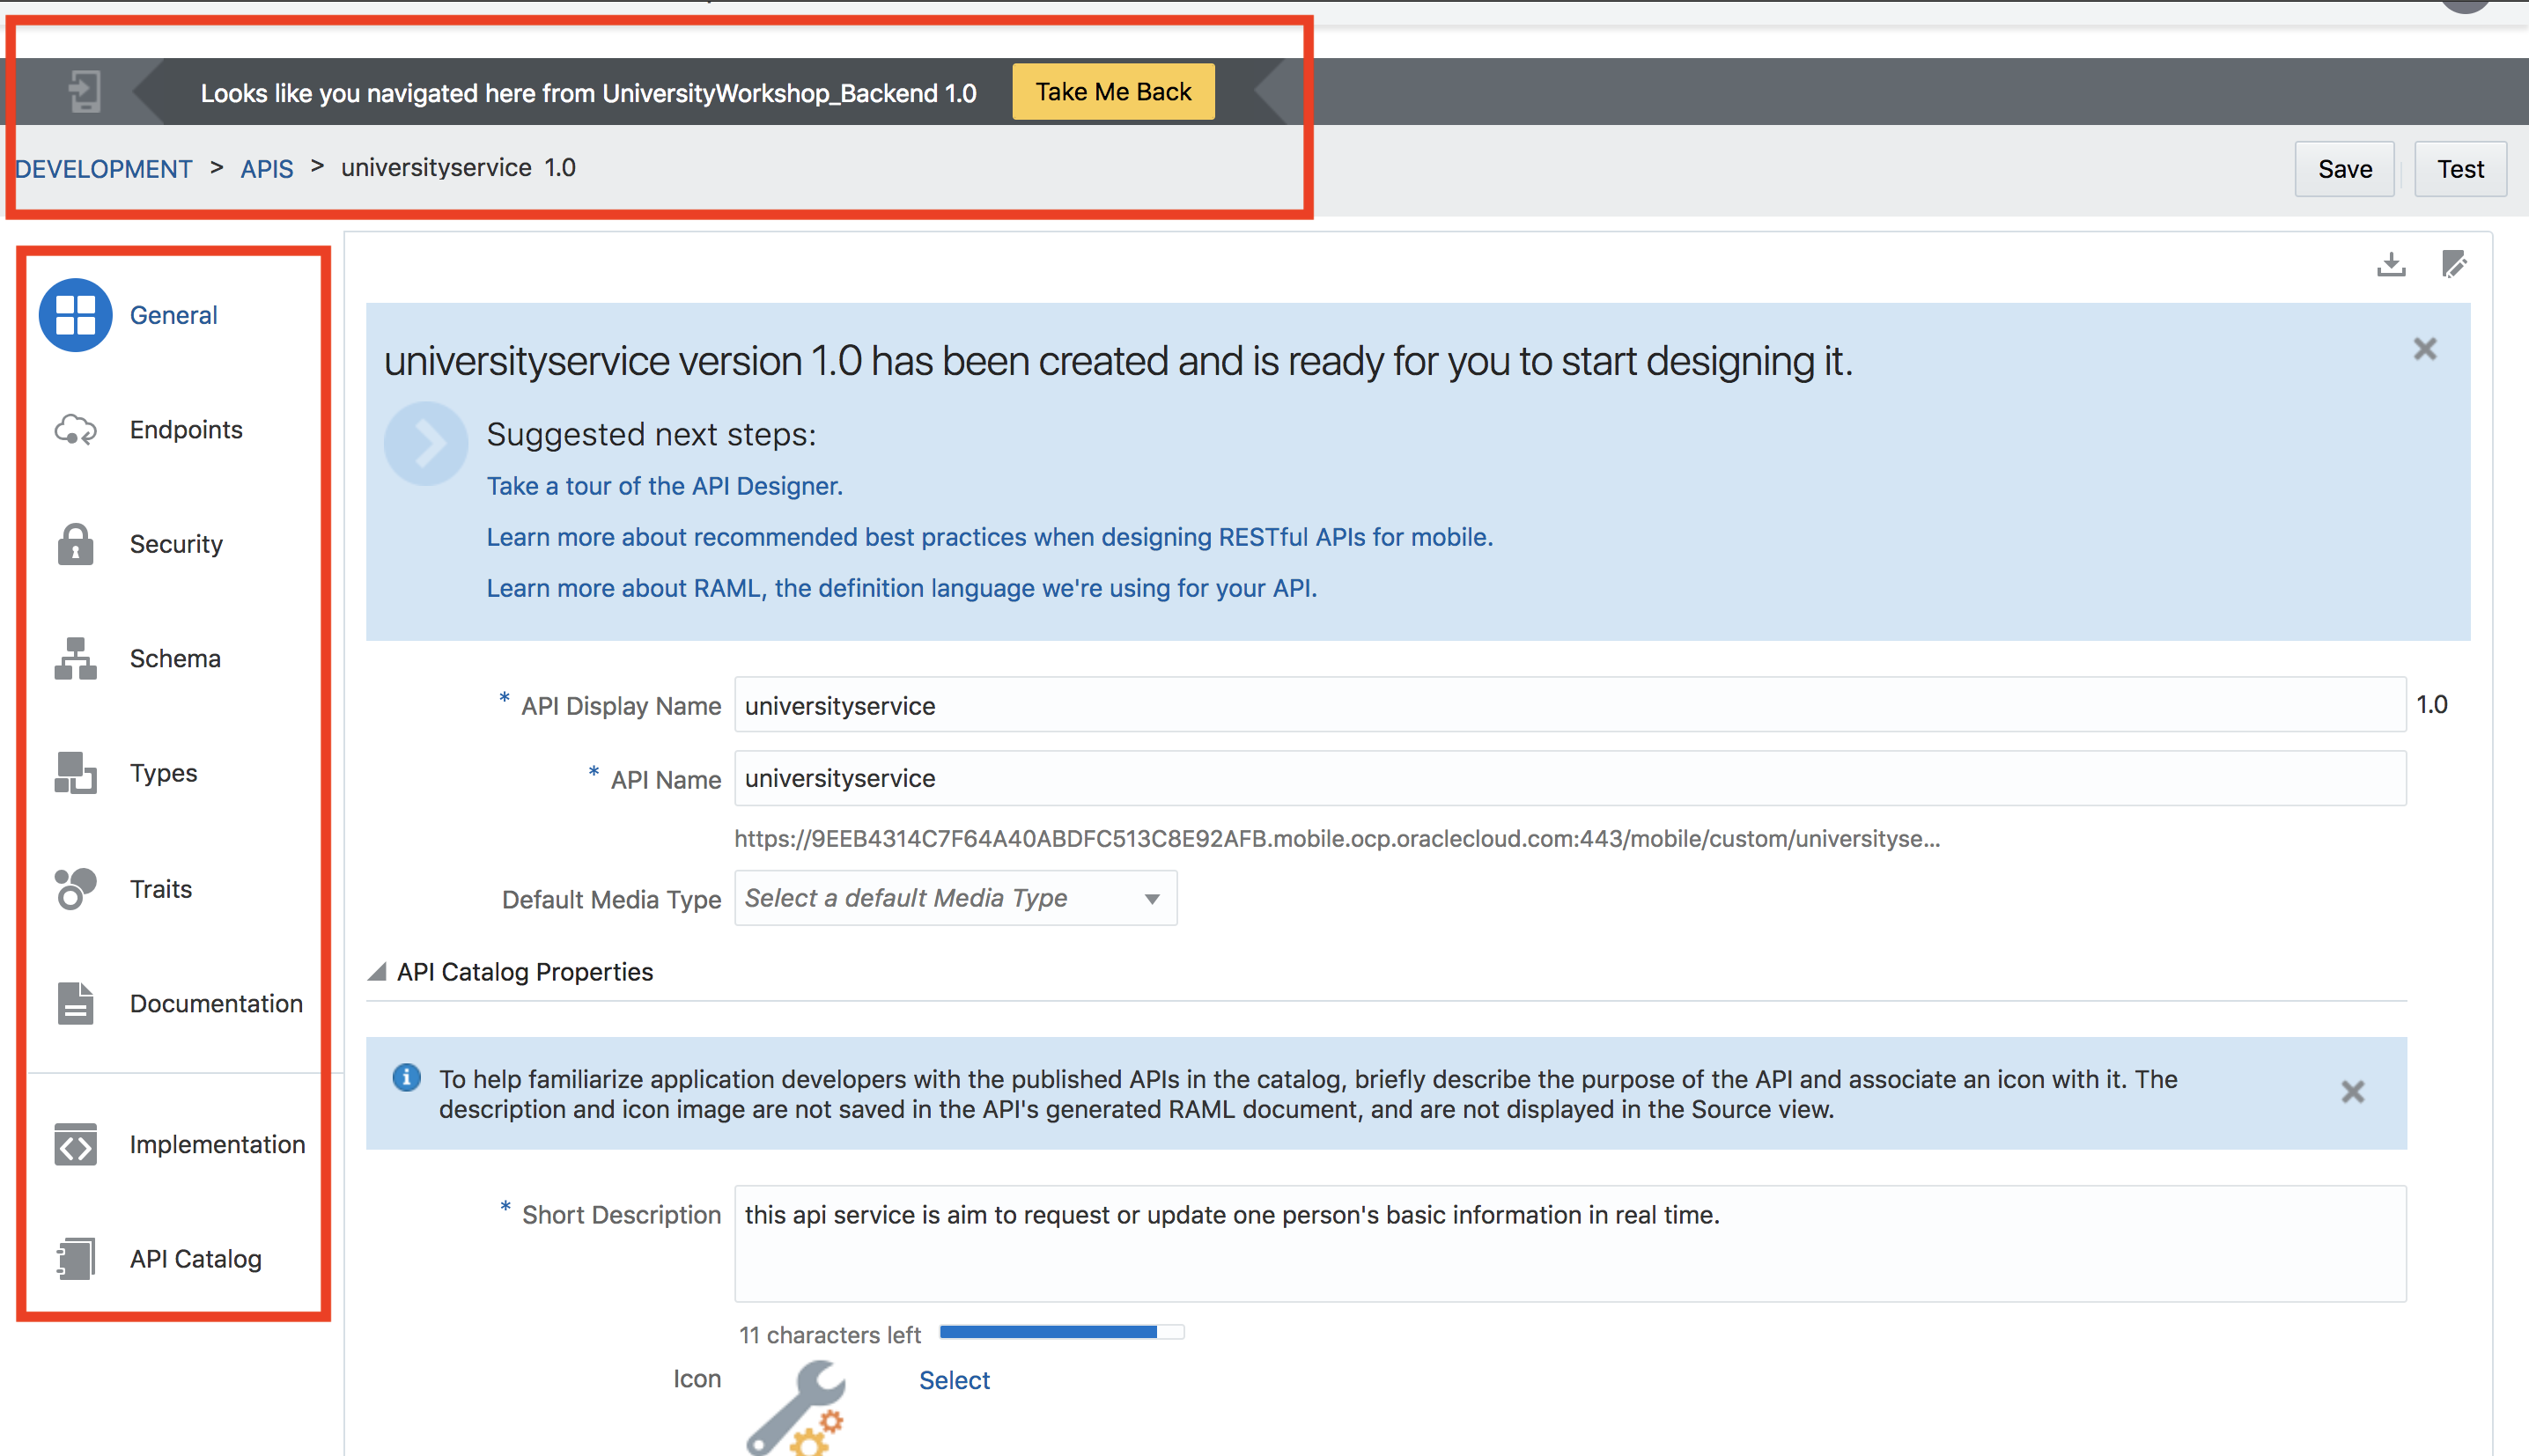 Looks like you navigated here from UniversityWorkshop_Backend 1.0 Take Me Back
DEVELOPMENT > APIS > universityservice 1.0
Save Test
General
Endpoints
Security
Schema
Types
Traits
Documentation
Implementation
API Catalog
universityservice version 1.0 has been created and is ready for you to start designing it.
Suggested next steps:
Take a tour of the API Designer.
Learn more about recommended best practices when designing RESTful APIs for mobile.
Learn more about RAML, the definition language we're using for your API.
* API Display Name universityservice 1.0
* API Name universityservice
https://9EEB4314C7F64A40ABDFC513C8E92AFB.mobile.ocp.oraclecloud.com:443/mobile/custom/universityse...
Default Media Type Select a default Media Type
API Catalog Properties
To help familiarize application developers with the published APIs in the catalog, briefly describe the purpose of the API and associate an icon with it. The
description and icon image are not saved in the API's generated RAML document, and are not displayed in the Source view.
* Short Description this api service is aim to request or update one person's basic information in real time.
11 characters left
Icon Select